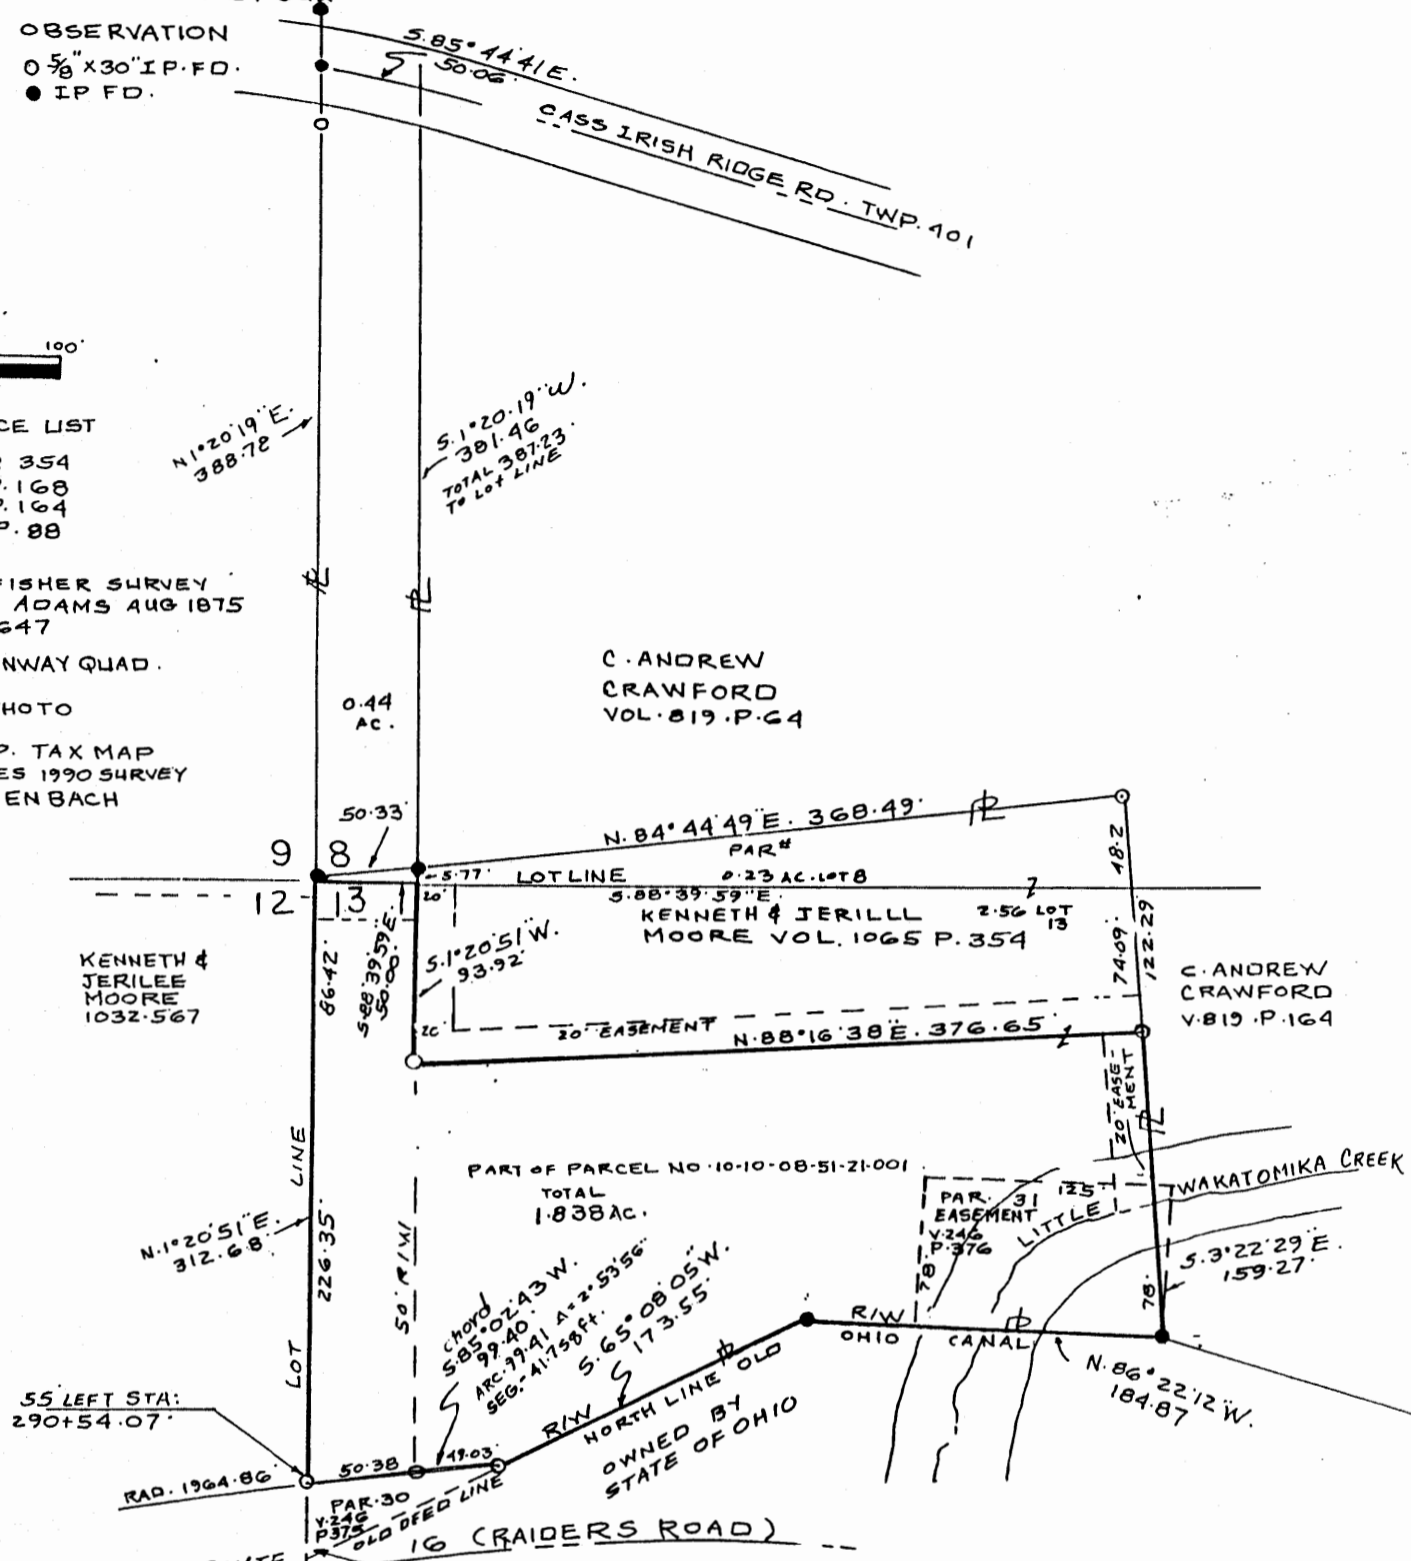 OBSERVATION
O 5/8" X 30" I P. FD.
● IP FD.
S. 85° 44' 41 E.
50.06'
CASS IRISH RIDGE RD. TWP. 401
100'
CE LIST
354
P. 168
P. 164
P. 88
FISHER SURVEY
ADAMS AUG 1875
647
NWAY QUAD.
HOTO
P. TAX MAP
ES 1990 SURVEY
ENBACH
N 1° 20' 19" E.
388.72
S. 1° 20' 19" W.
381.46
TOTAL 387.23'
TO LOT LINE
0.44
AC.
C. ANDREW
CRAWFORD
VOL. 819 . P. 64
50.33'
N. 84° 44' 49" E. 368.49'
PAR#
9 8
5.77'
LOT LINE
0.23 AC. LOT 8
48.2
12 13
20'
S. 88° 39' 59" E.
KENNETH & JERILLL
MOORE VOL. 1065 P. 354
2.56 LOT
13
74.09'
122.29'
KENNETH &
JERILEE
MOORE
1032.567
86.42'
S. 88° 39' 59" E.
50.00'
S. 1° 20' 51" W.
93.92'
C. ANDREW
CRAWFORD
V. 819 . P. 164
20'
20' EASEMENT
N. 88° 16' 38" E. 376.65'
20' EASE-
MENT
LOT LINE
PART OF PARCEL NO. 10-10-08-51-21-001
TOTAL
1.838 AC.
PAR. 31
EASEMENT
V. 246
P. 376
125'
LITTLE WAKATOMIKA CREEK
N. 1° 20' 51" E.
312.68'
226.35'
50' R/W
78'
78'
S. 3° 22' 29" E.
159.27'
chord
S. 85° 02' 43 W.
99.40'
ARC. 99.41 Δ = 2° 53' 56"
SEG. = 41.758 ft.
S. 65° 08' 05" W.
173.55'
R/W
OHIO CANAL
N. 86° 22' 12" W.
184.87
R/W
NORTH LINE OLD
OWNED BY
STATE OF OHIO
55' LEFT STA:
290+54.07'
RAD. 1964.86'
50.38
49.03'
PAR. 30
V. 246
P 375
OLD DEED LINE
16 (RAIDERS ROAD)